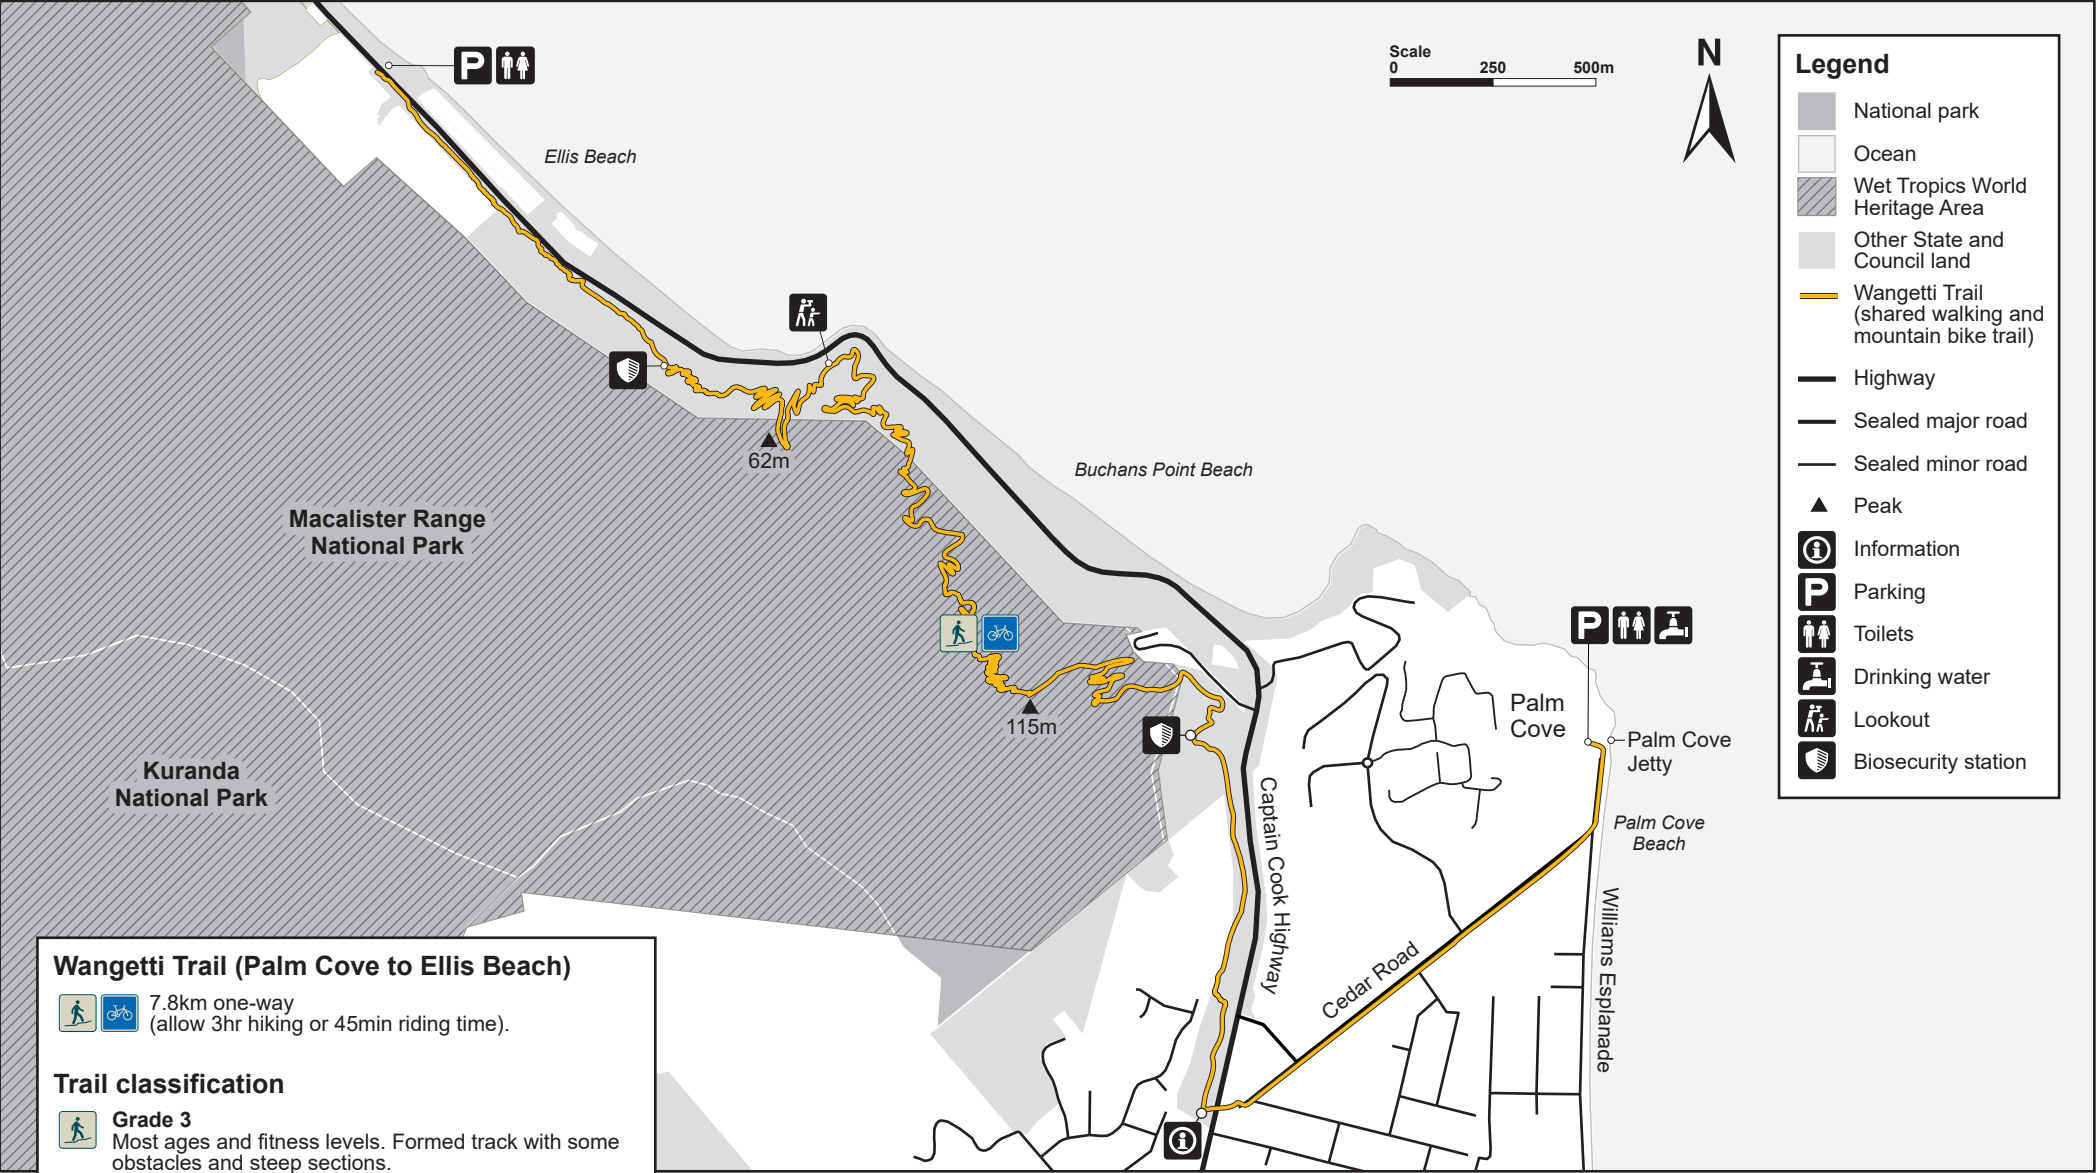 Scale
0 250 500m
N
Legend
National park
Ocean
Wet Tropics World
Heritage Area
Other State and
Council land
Wangetti Trail
(shared walking and
mountain bike trail)
Highway
Sealed major road
Sealed minor road
Peak
Information
P
Parking
Toilets
Drinking water
Lookout
Biosecurity station
P
Ellis Beach
62m
Buchans Point Beach
Macalister Range
National Park
P
115m
Palm
Cove
Palm Cove
Jetty
Kuranda
National Park
Palm Cove
Beach
Captain Cook Highway
Cedar Road
Williams Esplanade
Wangetti Trail (Palm Cove to Ellis Beach)
7.8km one-way
(allow 3hr hiking or 45min riding time).
Trail classification
Grade 3
Most ages and fitness levels. Formed track with some
obstacles and steep sections.